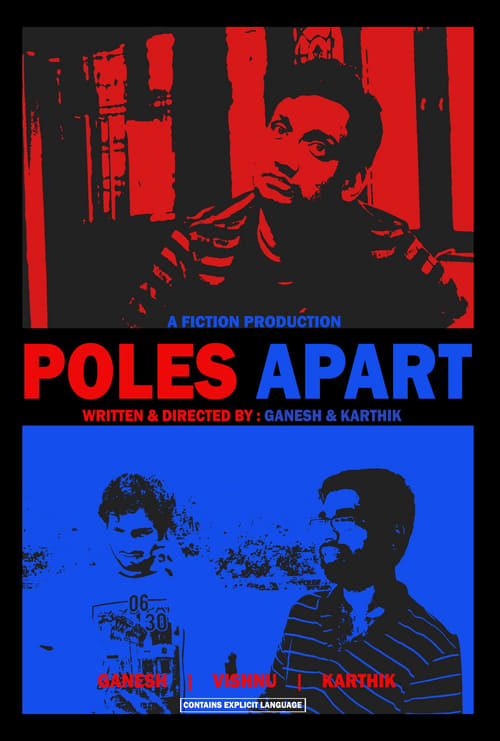 A FICTION PRODUCTION
POLES APART
WRITTEN & DIRECTED BY : GANESH & KARTHIK
06
30
GANESH | VISHNU | KARTHIK
CONTAINS EXPLICIT LANGUAGE